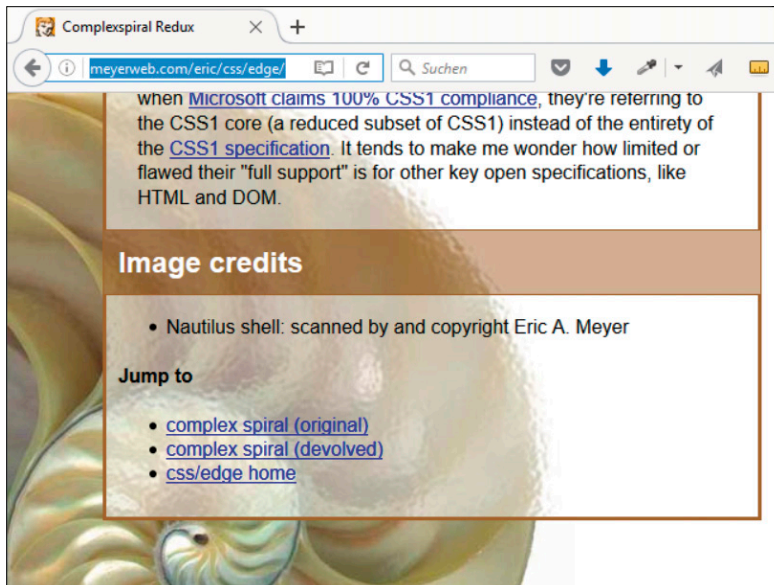 Complexspiral Redux
meyerweb.com/eric/css/edge/
Suchen
when Microsoft claims 100% CSS1 compliance, they're referring to
the CSS1 core (a reduced subset of CSS1) instead of the entirety of
the CSS1 specification. It tends to make me wonder how limited or
flawed their "full support" is for other key open specifications, like
HTML and DOM.
Image credits
• Nautilus shell: scanned by and copyright Eric A. Meyer
Jump to
• complex spiral (original)
• complex spiral (devolved)
• css/edge home